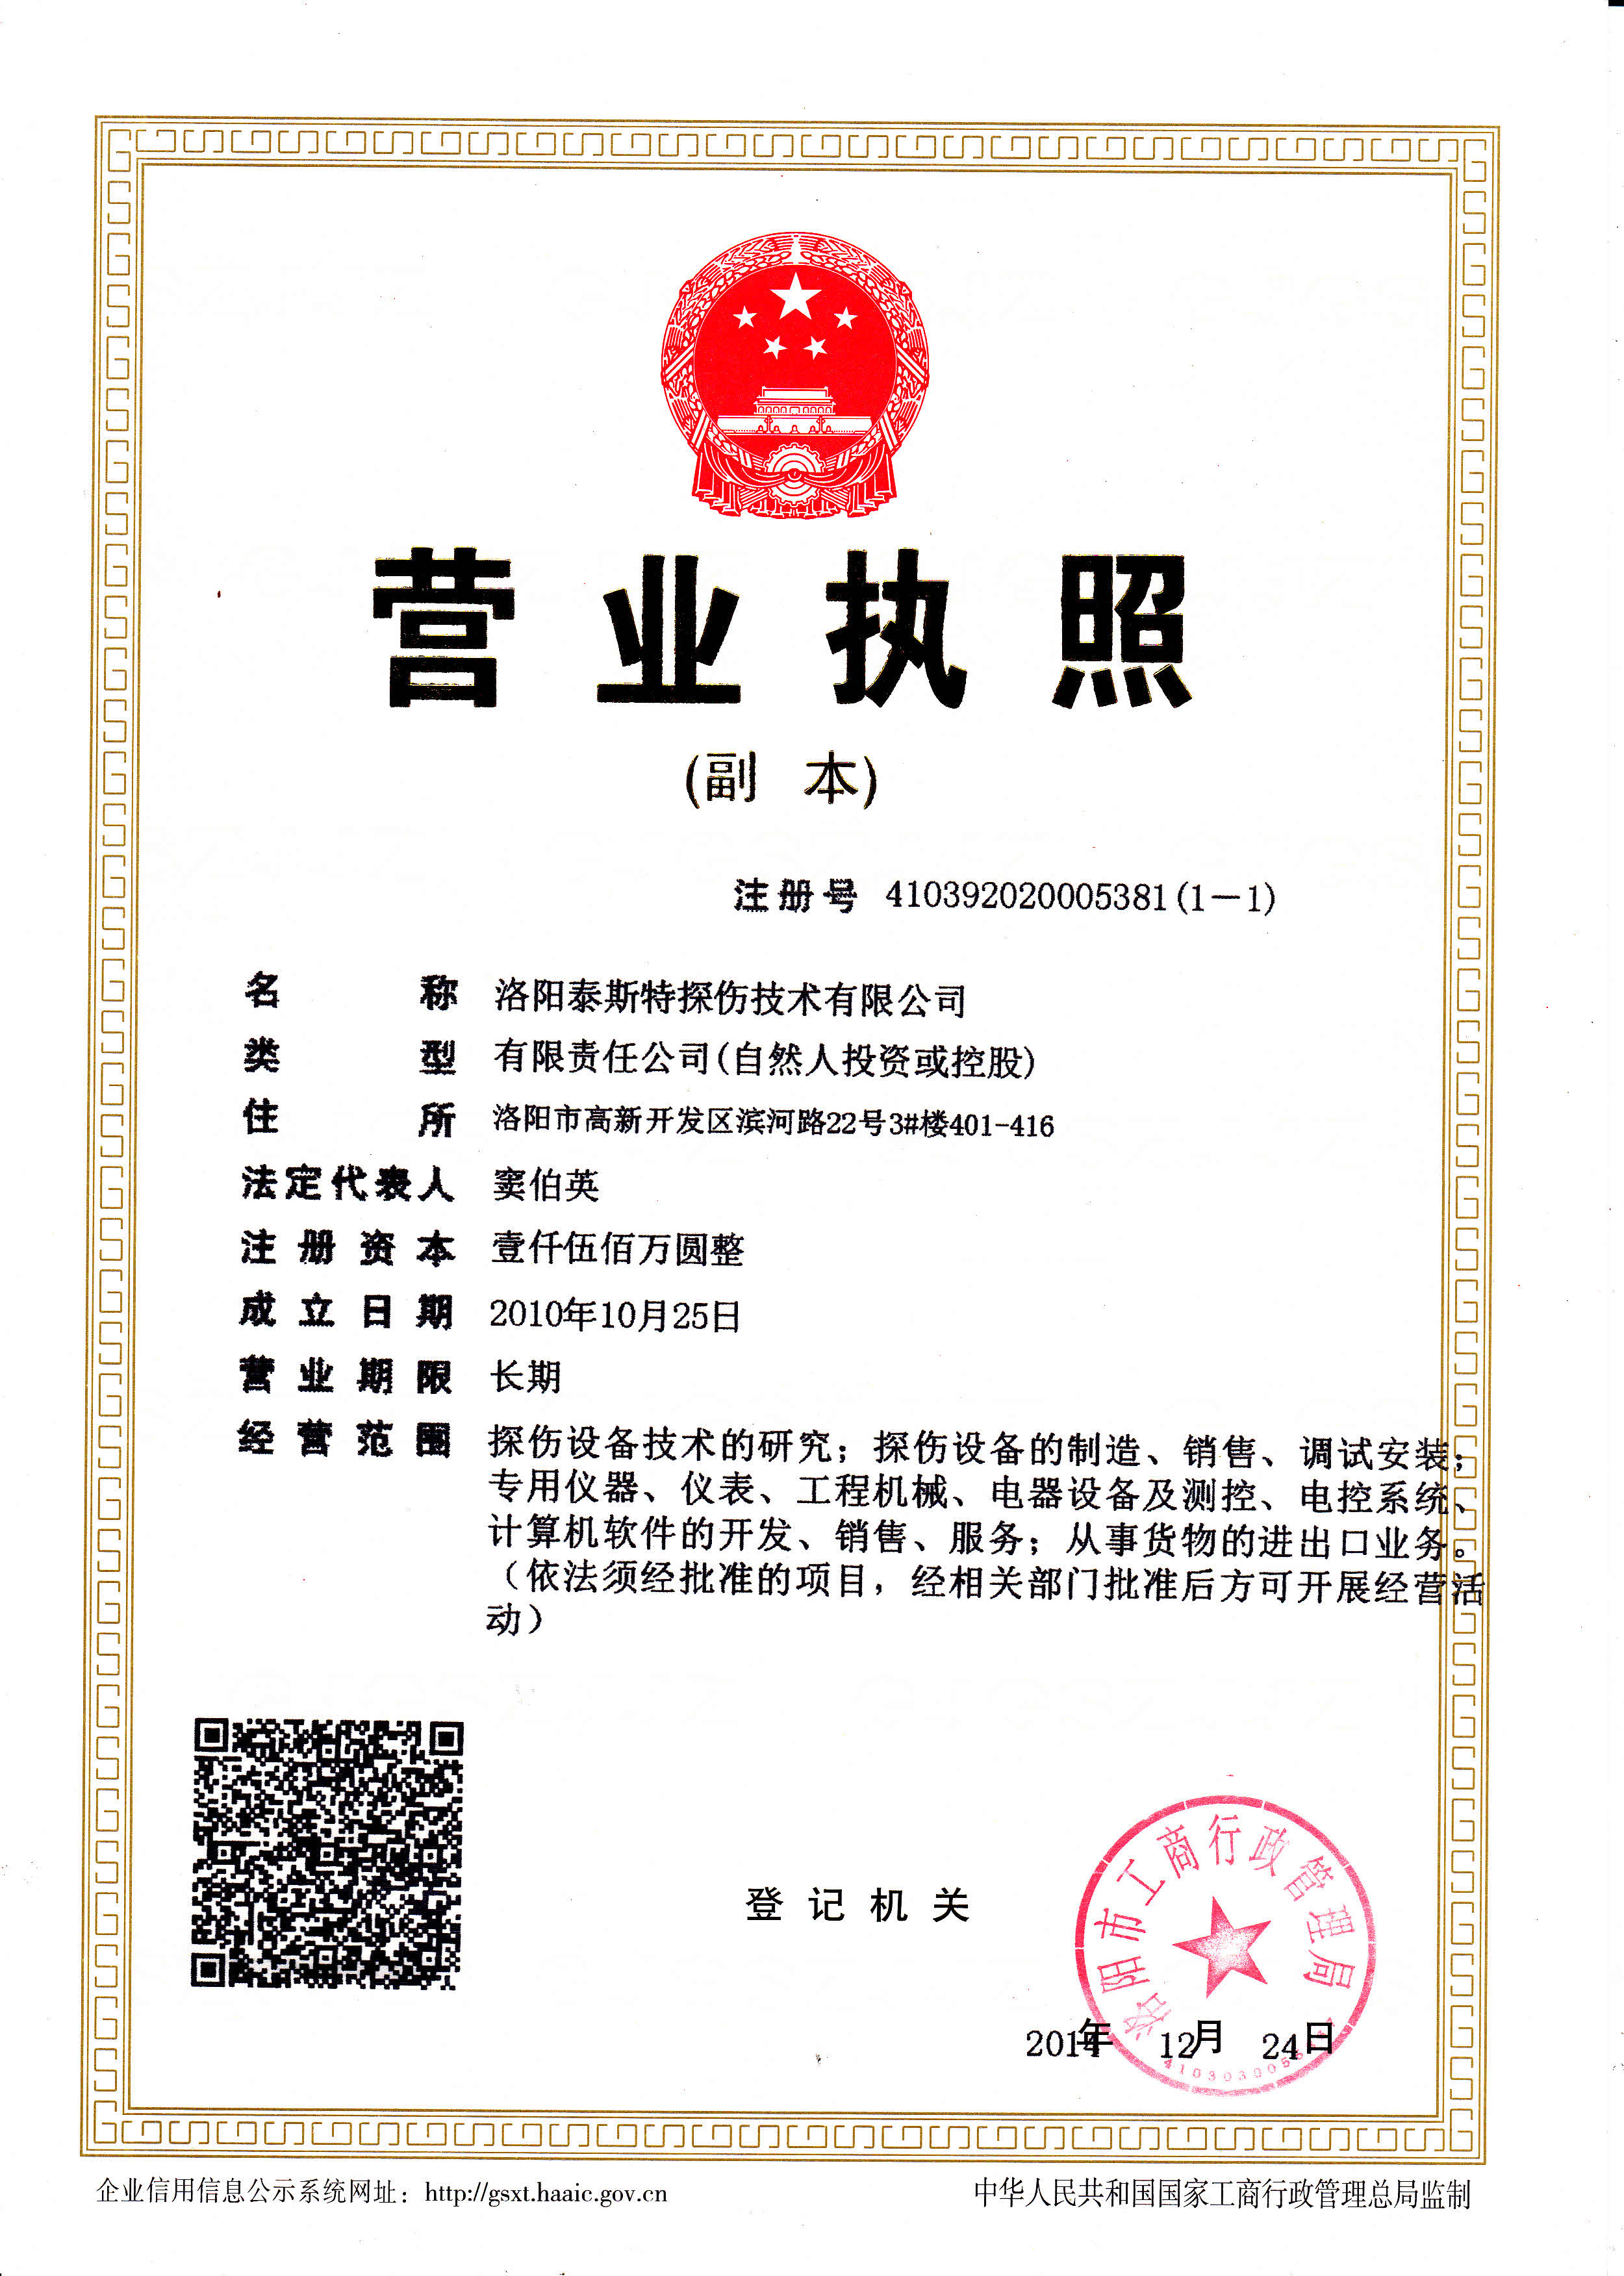 营业执照
(副 本)
注册号 410392020005381(1-1)
名称 洛阳泰斯特探伤技术有限公司
类型 有限责任公司(自然人投资或控股)
住所 洛阳市高新开发区滨河路22号3#楼401-416
法定代表人 窦伯英
注册资本 壹仟伍佰万圆整
成立日期 2010年10月25日
营业期限 长期
经营范围 探伤设备技术的研究；探伤设备的制造、销售、调试安装；
专用仪器、仪表、工程机械、电器设备及测控、电控系统、
计算机软件的开发、销售、服务；从事货物的进出口业务。
（依法须经批准的项目，经相关部门批准后方可开展经营活
动）
登记机关
洛阳市工商行政管理局
2014年 12月 24日
企业信用信息公示系统网址：http://gsxt.haaic.gov.cn
中华人民共和国国家工商行政管理总局监制